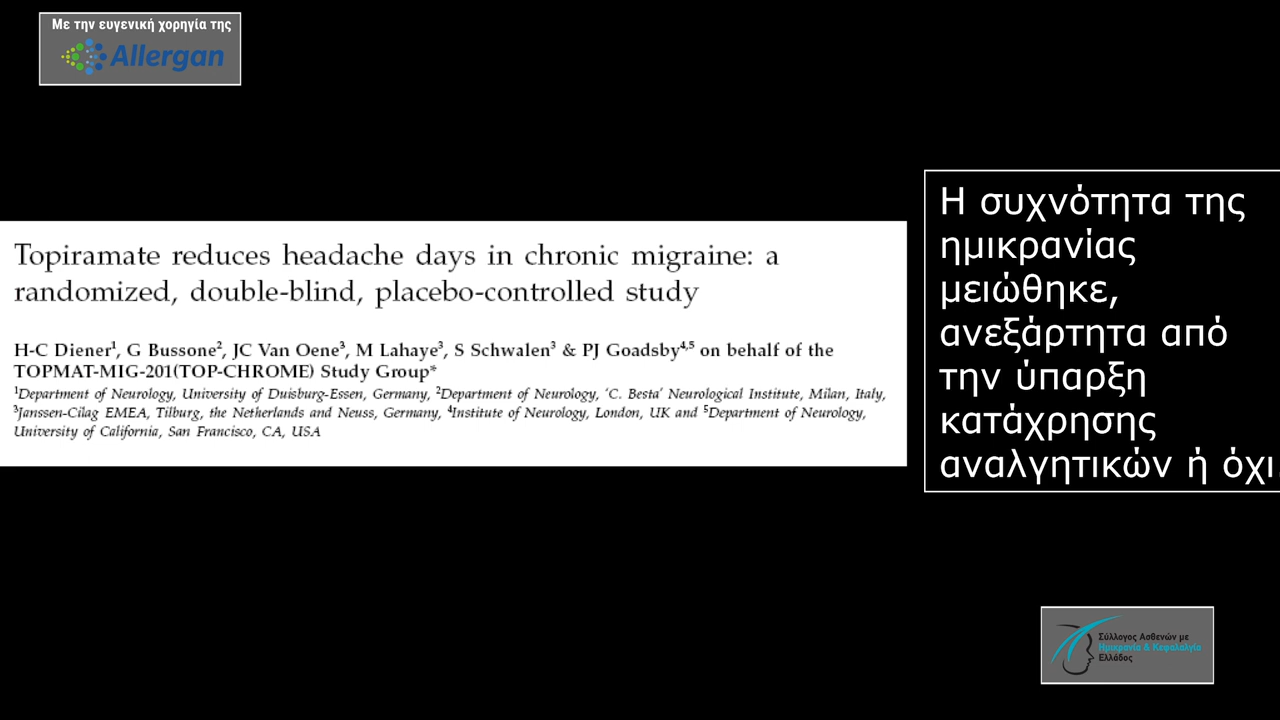 Με την ευγενική χορηγία της
Allergan
Topiramate reduces headache days in chronic migraine: a
randomized, double-blind, placebo-controlled study
H-C Diener¹, G Bussone², JC Van Oene³, M Lahaye³, S Schwalen³ & PJ Goadsby⁴,⁵ on behalf of the
TOPMAT-MIG-201(TOP-CHROME) Study Group*
¹Department of Neurology, University of Duisburg-Essen, Germany, ²Department of Neurology, ‘C. Besta’ Neurological Institute, Milan, Italy,
³Janssen-Cilag EMEA, Tilburg, the Netherlands and Neuss, Germany, ⁴Institute of Neurology, London, UK and ⁵Department of Neurology,
University of California, San Francisco, CA, USA
Η συχνότητα της
ημικρανίας
μειώθηκε,
ανεξάρτητα από
την ύπαρξη
κατάχρησης
αναλγητικών ή όχι.
Σύλλογος Ασθενών με
Ημικρανία & Κεφαλαλγία
Ελλάδος